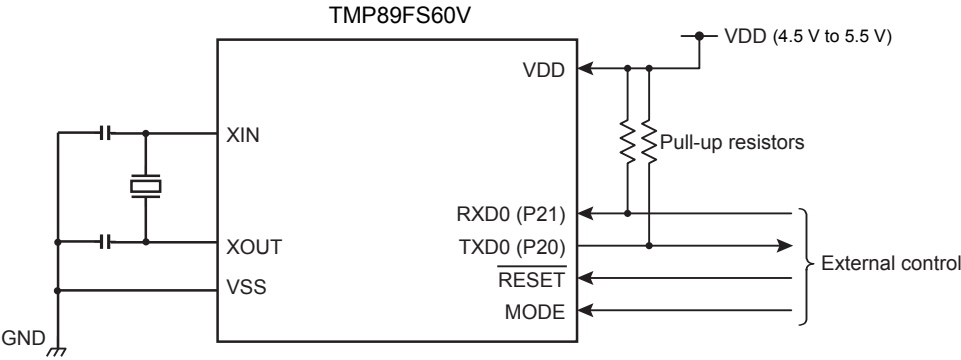 TMP89FS60V
VDD (4.5 V to 5.5 V)
VDD
XIN
Pull-up resistors
RXD0 (P21)
XOUT
TXD0 (P20)
External control
RESET
VSS
MODE
GND